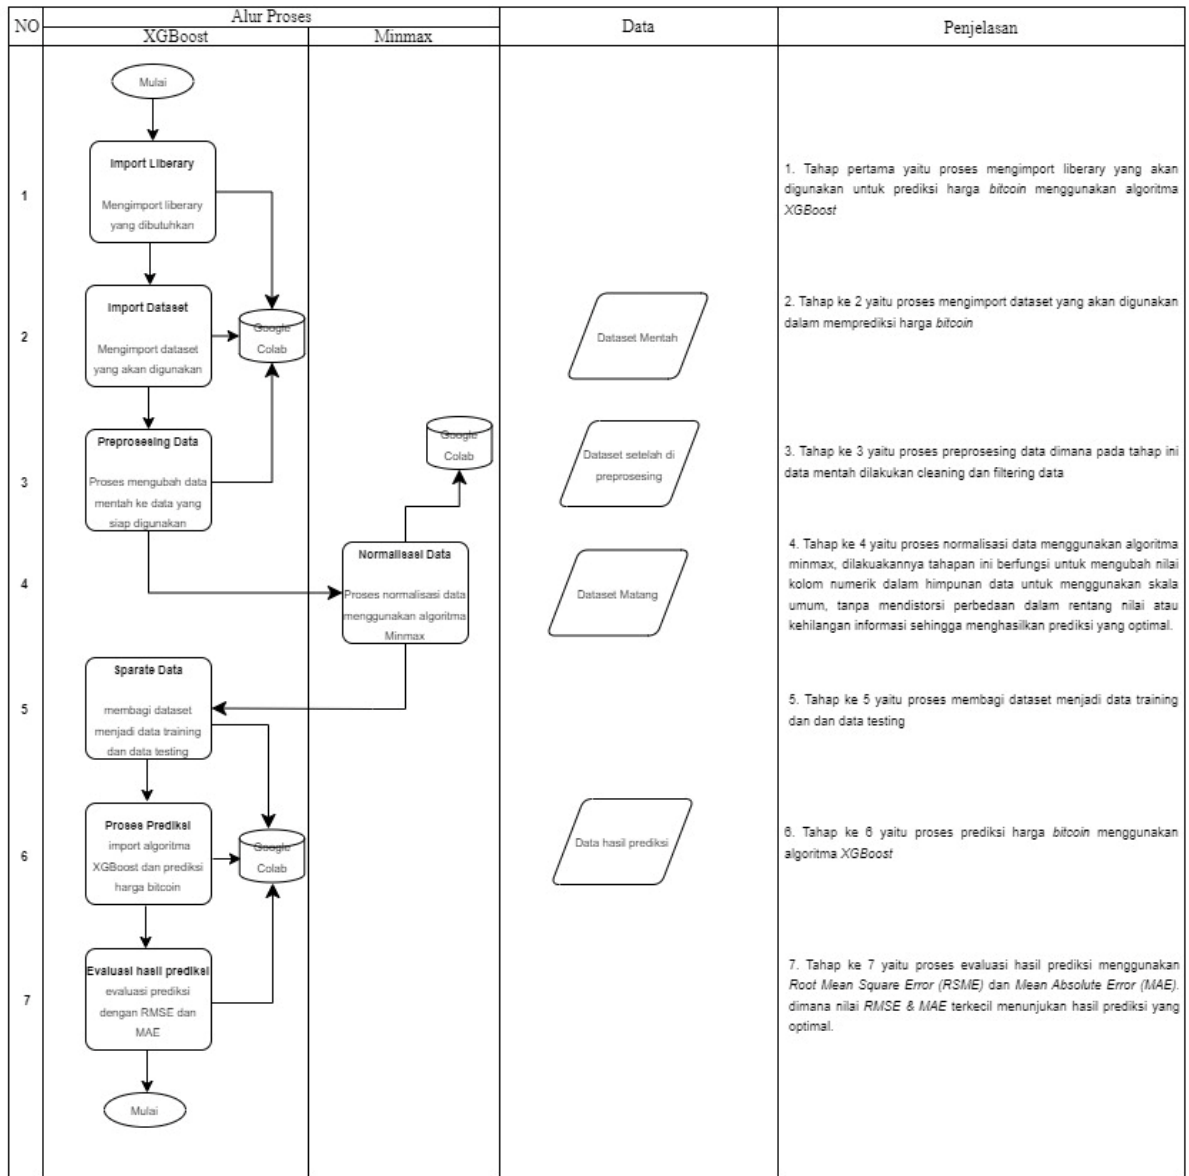 NO
Alur Proses
XGBoost
Minmax
Data
Penjelasan
Mulai
1
Import Liberary
Mengimport liberary
yang dibutuhkan
1. Tahap pertama yaitu proses mengimport liberary yang akan
digunakan untuk prediksi harga bitcoin menggunakan algoritma
XGBoost
2
Import Dataset
Mengimport dataset
yang akan digunakan
Google
Colab
Dataset Mentah
2. Tahap ke 2 yaitu proses mengimport dataset yang akan digunakan
dalam memprediksi harga bitcoin
3
Preprosesing Data
Proses mengubah data
mentah ke data yang
siap digunakan
Google
Colab
Dataset setelah di
preprosesing
3. Tahap ke 3 yaitu proses preprosesing data dimana pada tahap ini
data mentah dilakukan cleaning dan filtering data
4
Normalisasi Data
Proses normalisasi data
menggunakan algoritma
Minmax
Dataset Matang
4. Tahap ke 4 yaitu proses normalisasi data menggunakan algoritma
minmax, dilakuakannya tahapan ini berfungsi untuk mengubah nilai
kolom numerik dalam himpunan data untuk menggunakan skala
umum, tanpa mendistorsi perbedaan dalam rentang nilai atau
kehilangan informasi sehingga menghasilkan prediksi yang optimal.
5
Sparate Data
membagi dataset
menjadi data training
dan data testing
5. Tahap ke 5 yaitu proses membagi dataset menjadi data training
dan dan data testing
6
Proses Prediksi
import algoritma
XGBoost dan prediksi
harga bitcoin
Google
Colab
Data hasil prediksi
6. Tahap ke 6 yaitu proses prediksi harga bitcoin menggunakan
algoritma XGBoost
7
Evaluasi hasil prediksi
evaluasi prediksi
dengan RMSE dan
MAE
7. Tahap ke 7 yaitu proses evaluasi hasil prediksi menggunakan
Root Mean Square Error (RSME) dan Mean Absolute Error (MAE).
dimana nilai RMSE & MAE terkecil menunjukan hasil prediksi yang
optimal.
Mulai